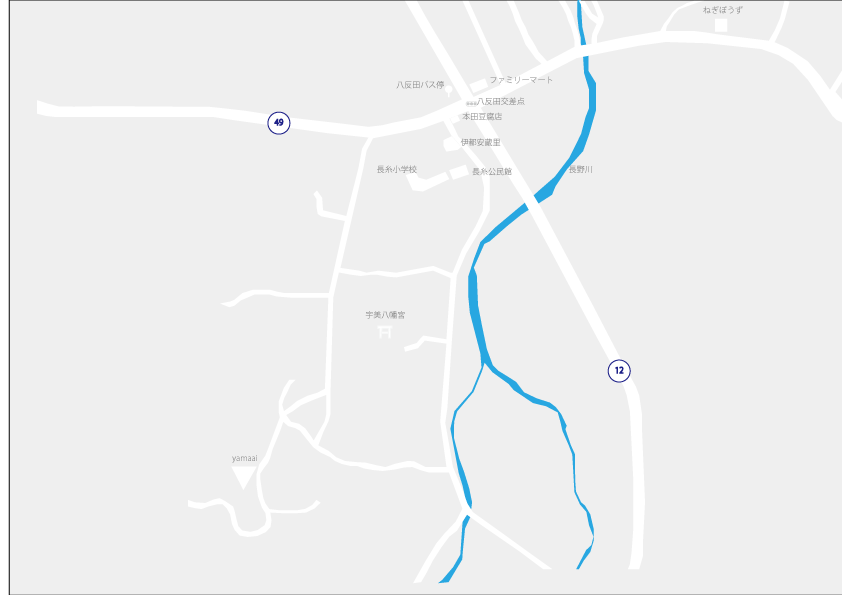 ねぎぼうず
ファミリーマート
八反田バス停
八反田交差点
本田豆腐店
49
伊都安蔵里
長糸小学校
長糸公民館
長野川
宇美八幡宮
12
yamaai